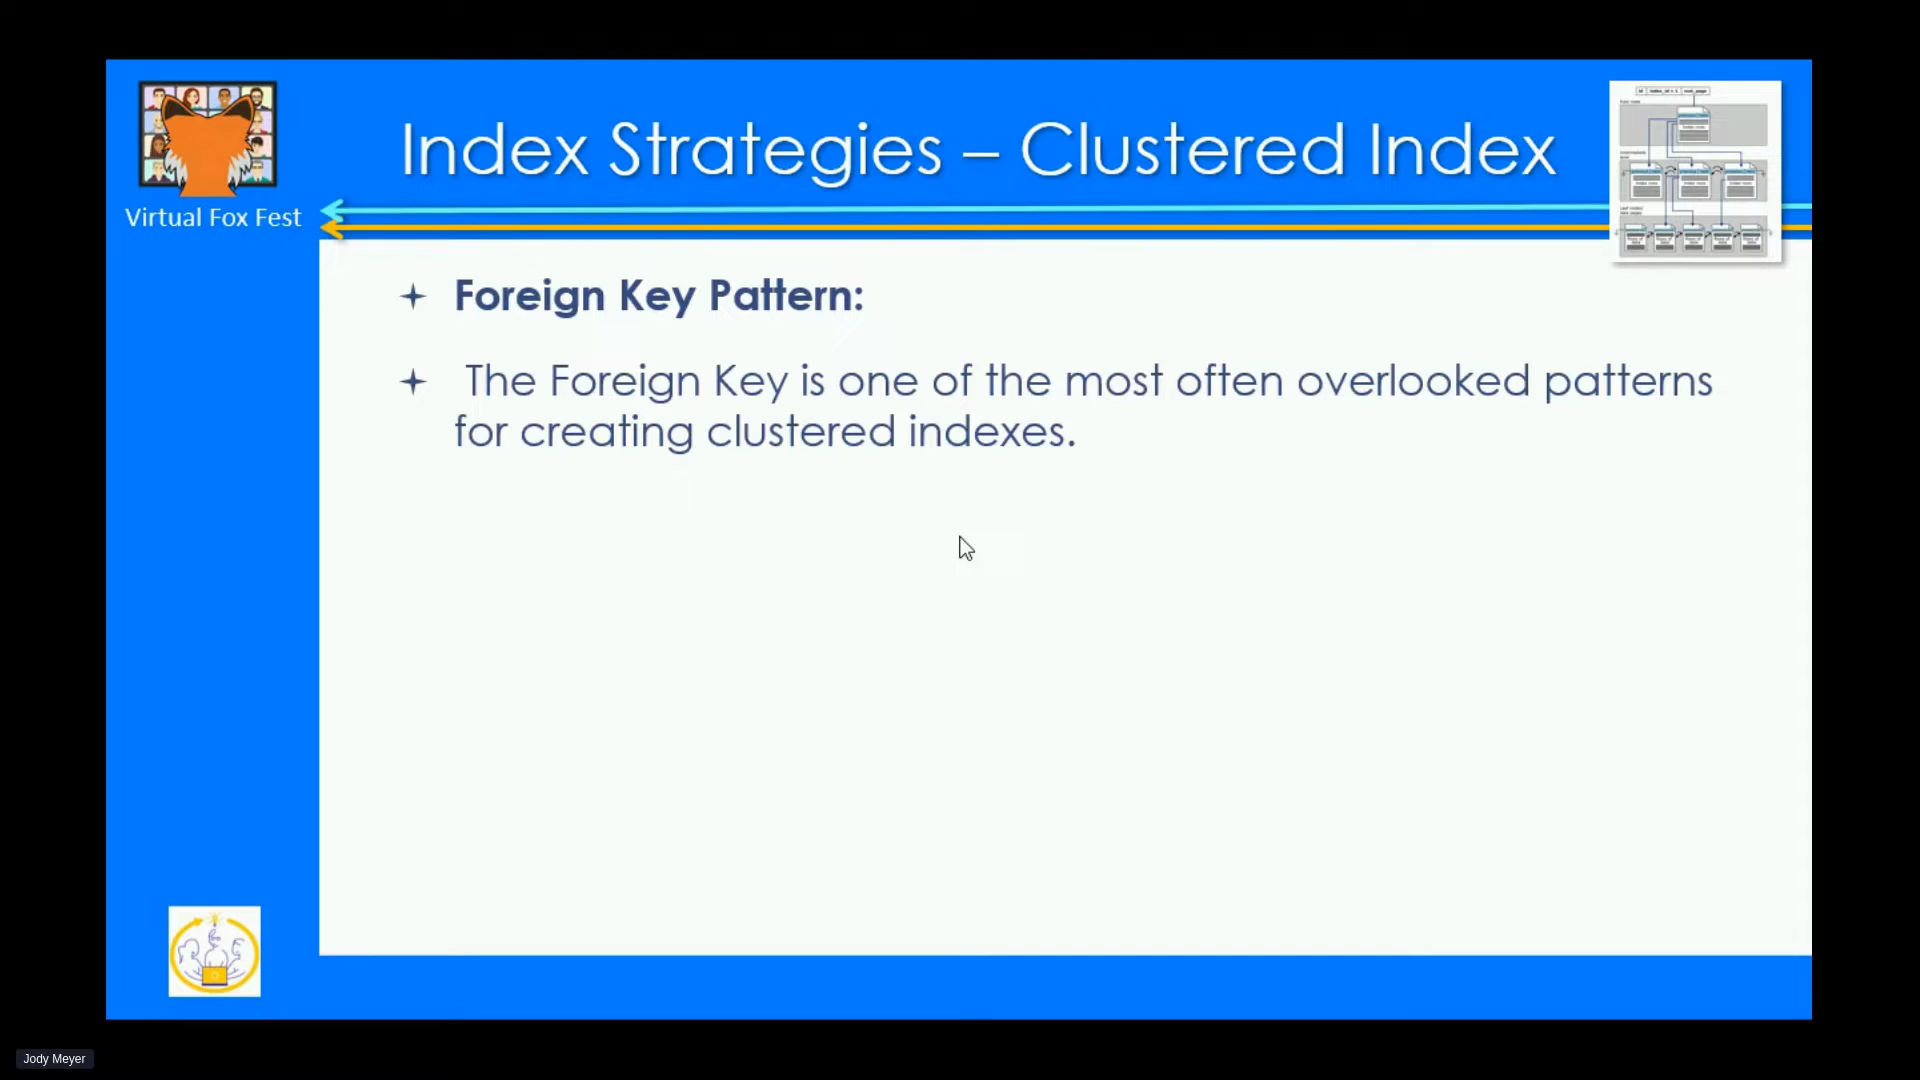 Index Strategies – Clustered Index
Virtual Fox Fest
Foreign Key Pattern:
The Foreign Key is one of the most often overlooked patterns
for creating clustered indexes.
Jody Meyer